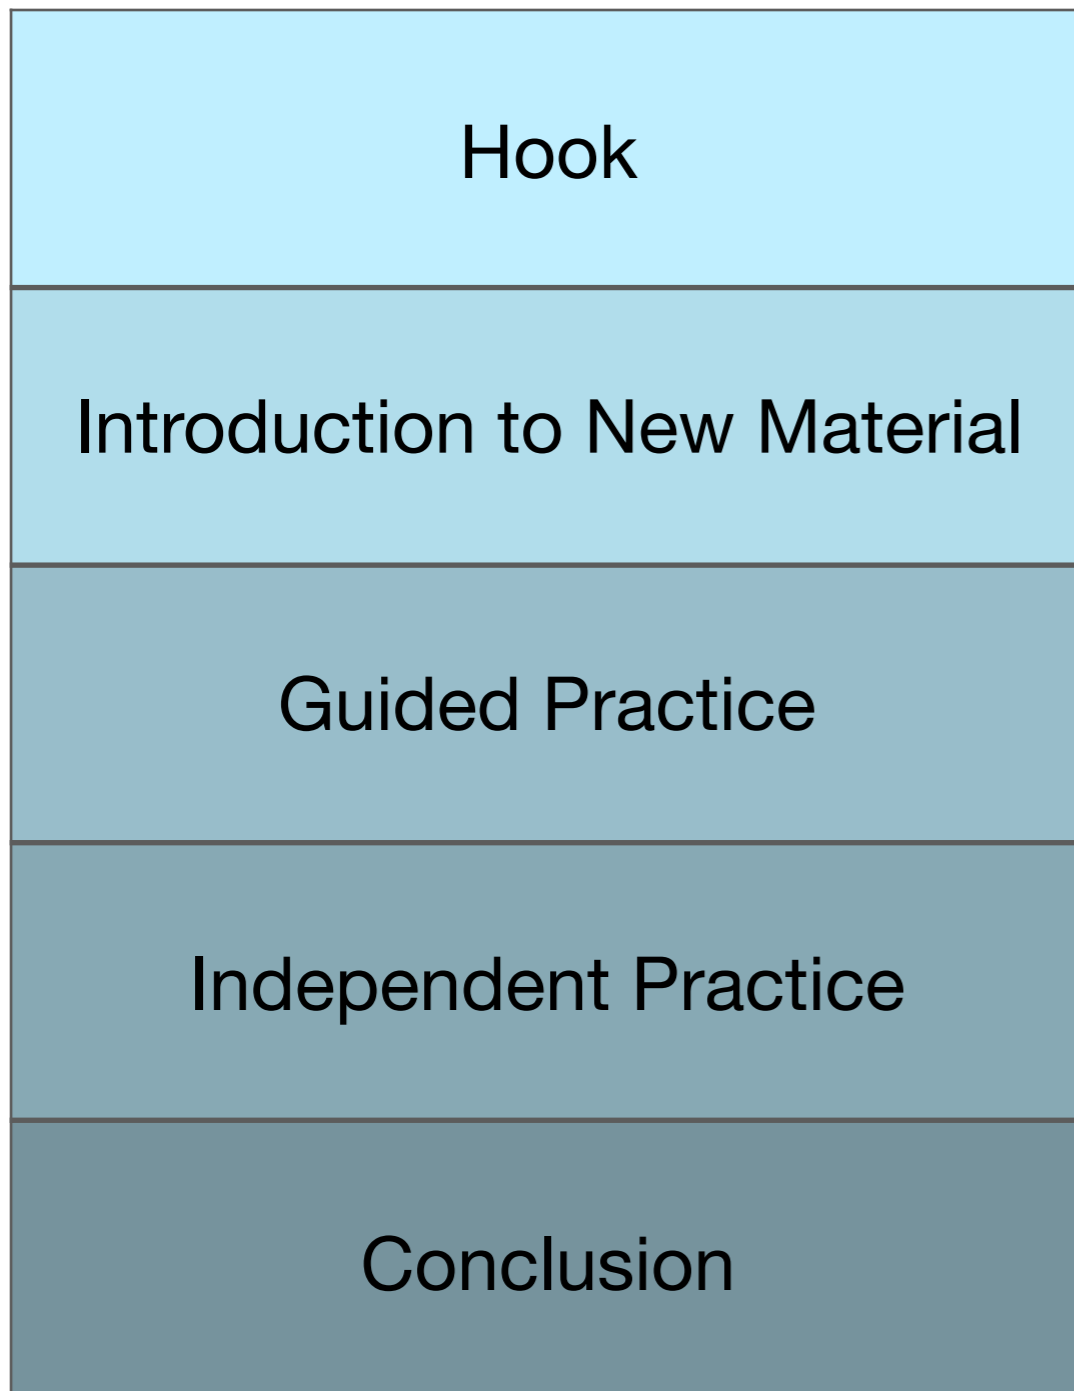 Hook
Introduction to New Material
Guided Practice
Independent Practice
Conclusion